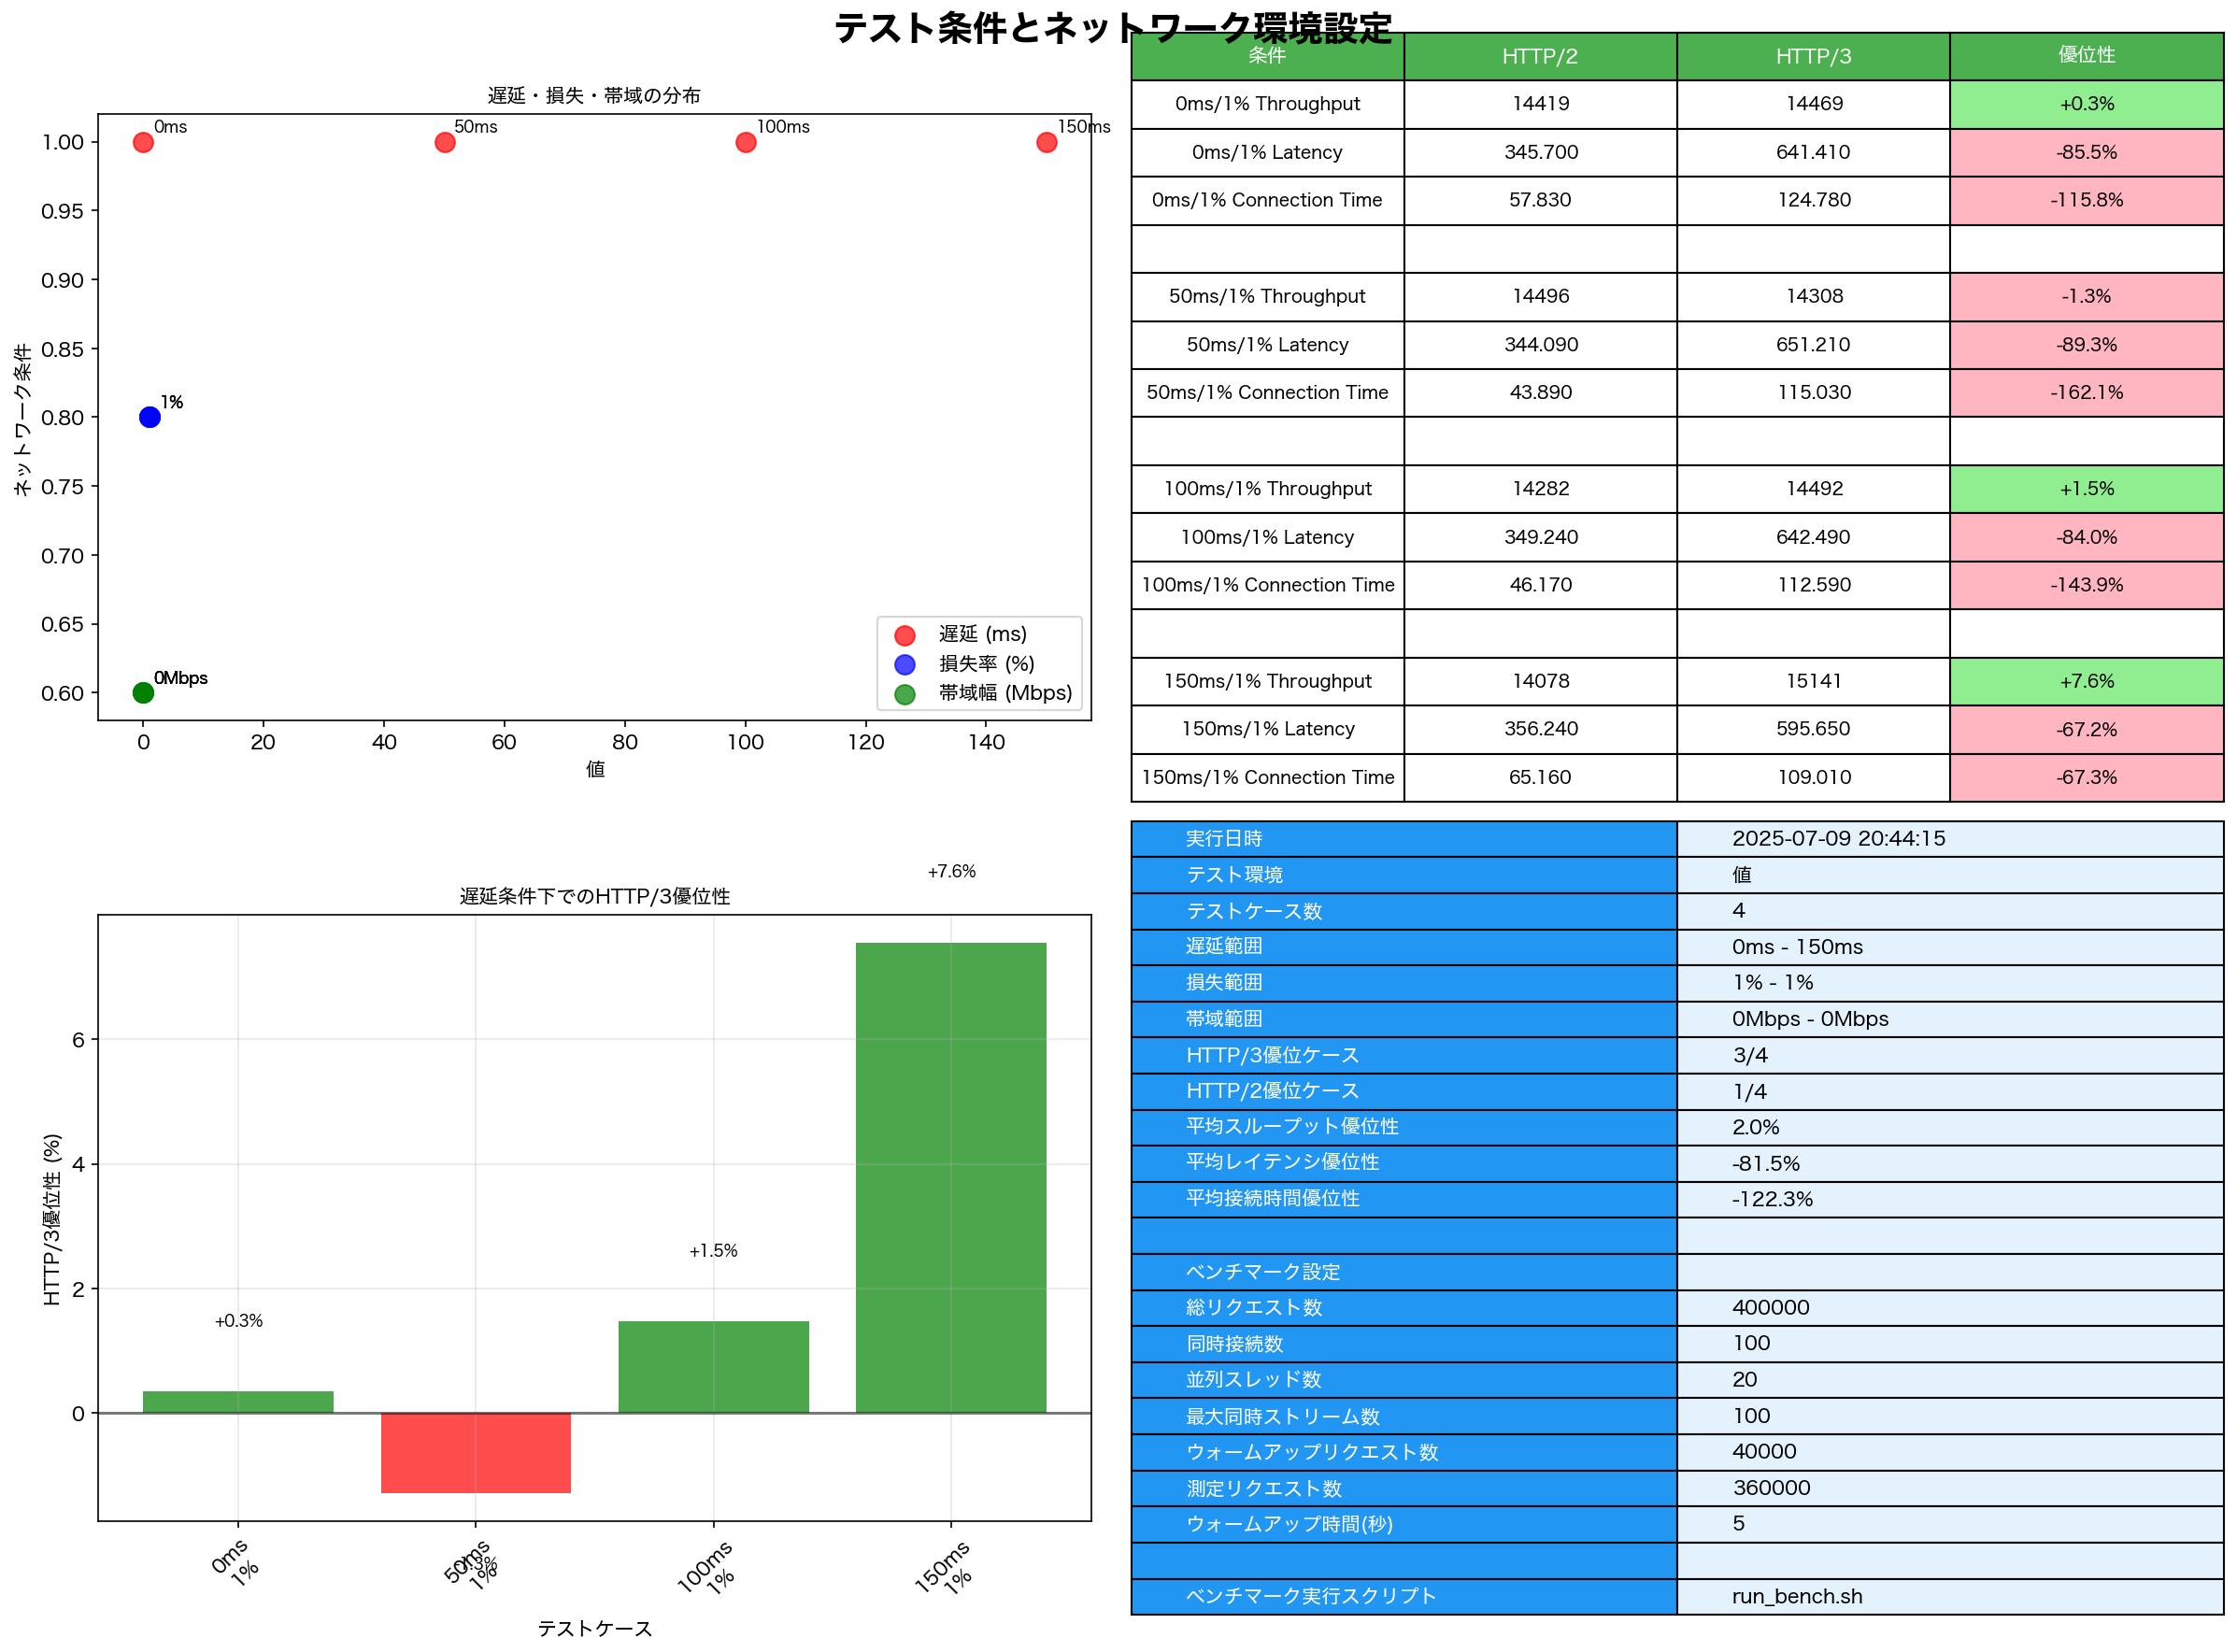 テスト条件とネットワーク環境設定
遅延・損失・帯域の分布
0ms 50ms 100ms 150ms
1.00
0.95
0.90
0.85
1%
0.80
0.75
0.70
0.65
0Mbps
0.60
ネットワーク条件
遅延 (ms)
損失率 (%)
帯域幅 (Mbps)
0 20 40 60 80 100 120 140
値
条件 HTTP/2 HTTP/3 優位性
0ms/1% Throughput 14419 14469 +0.3%
0ms/1% Latency 345.700 641.410 -85.5%
0ms/1% Connection Time 57.830 124.780 -115.8%
50ms/1% Throughput 14496 14308 -1.3%
50ms/1% Latency 344.090 651.210 -89.3%
50ms/1% Connection Time 43.890 115.030 -162.1%
100ms/1% Throughput 14282 14492 +1.5%
100ms/1% Latency 349.240 642.490 -84.0%
100ms/1% Connection Time 46.170 112.590 -143.9%
150ms/1% Throughput 14078 15141 +7.6%
150ms/1% Latency 356.240 595.650 -67.2%
150ms/1% Connection Time 65.160 109.010 -67.3%
遅延条件下でのHTTP/3優位性
+7.6%
6
4
+1.5%
2
+0.3%
0
HTTP/3優位性 (%)
-1.3%
0ms
1%
50ms
1%
100ms
1%
150ms
1%
テストケース
実行日時 2025-07-09 20:44:15
テスト環境 値
テストケース数 4
遅延範囲 0ms - 150ms
損失範囲 1% - 1%
帯域範囲 0Mbps - 0Mbps
HTTP/3優位ケース 3/4
HTTP/2優位ケース 1/4
平均スループット優位性 2.0%
平均レイテンシ優位性 -81.5%
平均接続時間優位性 -122.3%
ベンチマーク設定
総リクエスト数 400000
同時接続数 100
並列スレッド数 20
最大同時ストリーム数 100
ウォームアップリクエスト数 40000
測定リクエスト数 360000
ウォームアップ時間(秒) 5
ベンチマーク実行スクリプト run_bench.sh